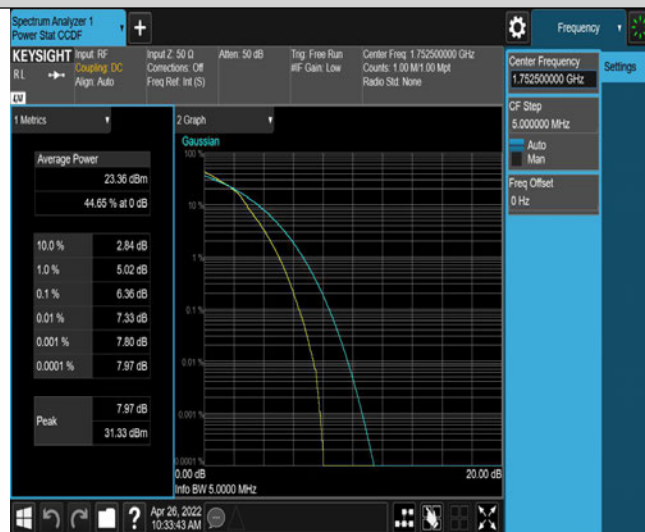 Spectrum Analyzer 1
Power Stat CCDF
+
Frequency
KEYSIGHT
RL
LXI
Input: RF
Coupling: DC
Align: Auto
Input Z: 50 Ω
Corrections: Off
Freq Ref: Int (S)
Atten: 50 dB
Trig: Free Run
#IF Gain: Low
Center Freq: 1.752500000 GHz
Counts: 1.00 M/1.00 Mpt
Radio Std: None
Center Frequency
1.752500000 GHz
Settings
CF Step
5.000000 MHz
Auto
Man
Freq Offset
0 Hz
1 Metrics
Average Power
23.36 dBm
44.65 % at 0 dB
10.0 % 2.84 dB
1.0 % 5.02 dB
0.1 % 6.36 dB
0.01 % 7.33 dB
0.001 % 7.80 dB
0.0001 % 7.97 dB
Peak
7.97 dB
31.33 dBm
2 Graph
Gaussian
100 %
10 %
1 %
0.1 %
0.01 %
0.001 %
0.0001 %
0.00 dB
20.00 dB
Info BW 5.0000 MHz
?
Apr 26, 2022
10:33:43 AM